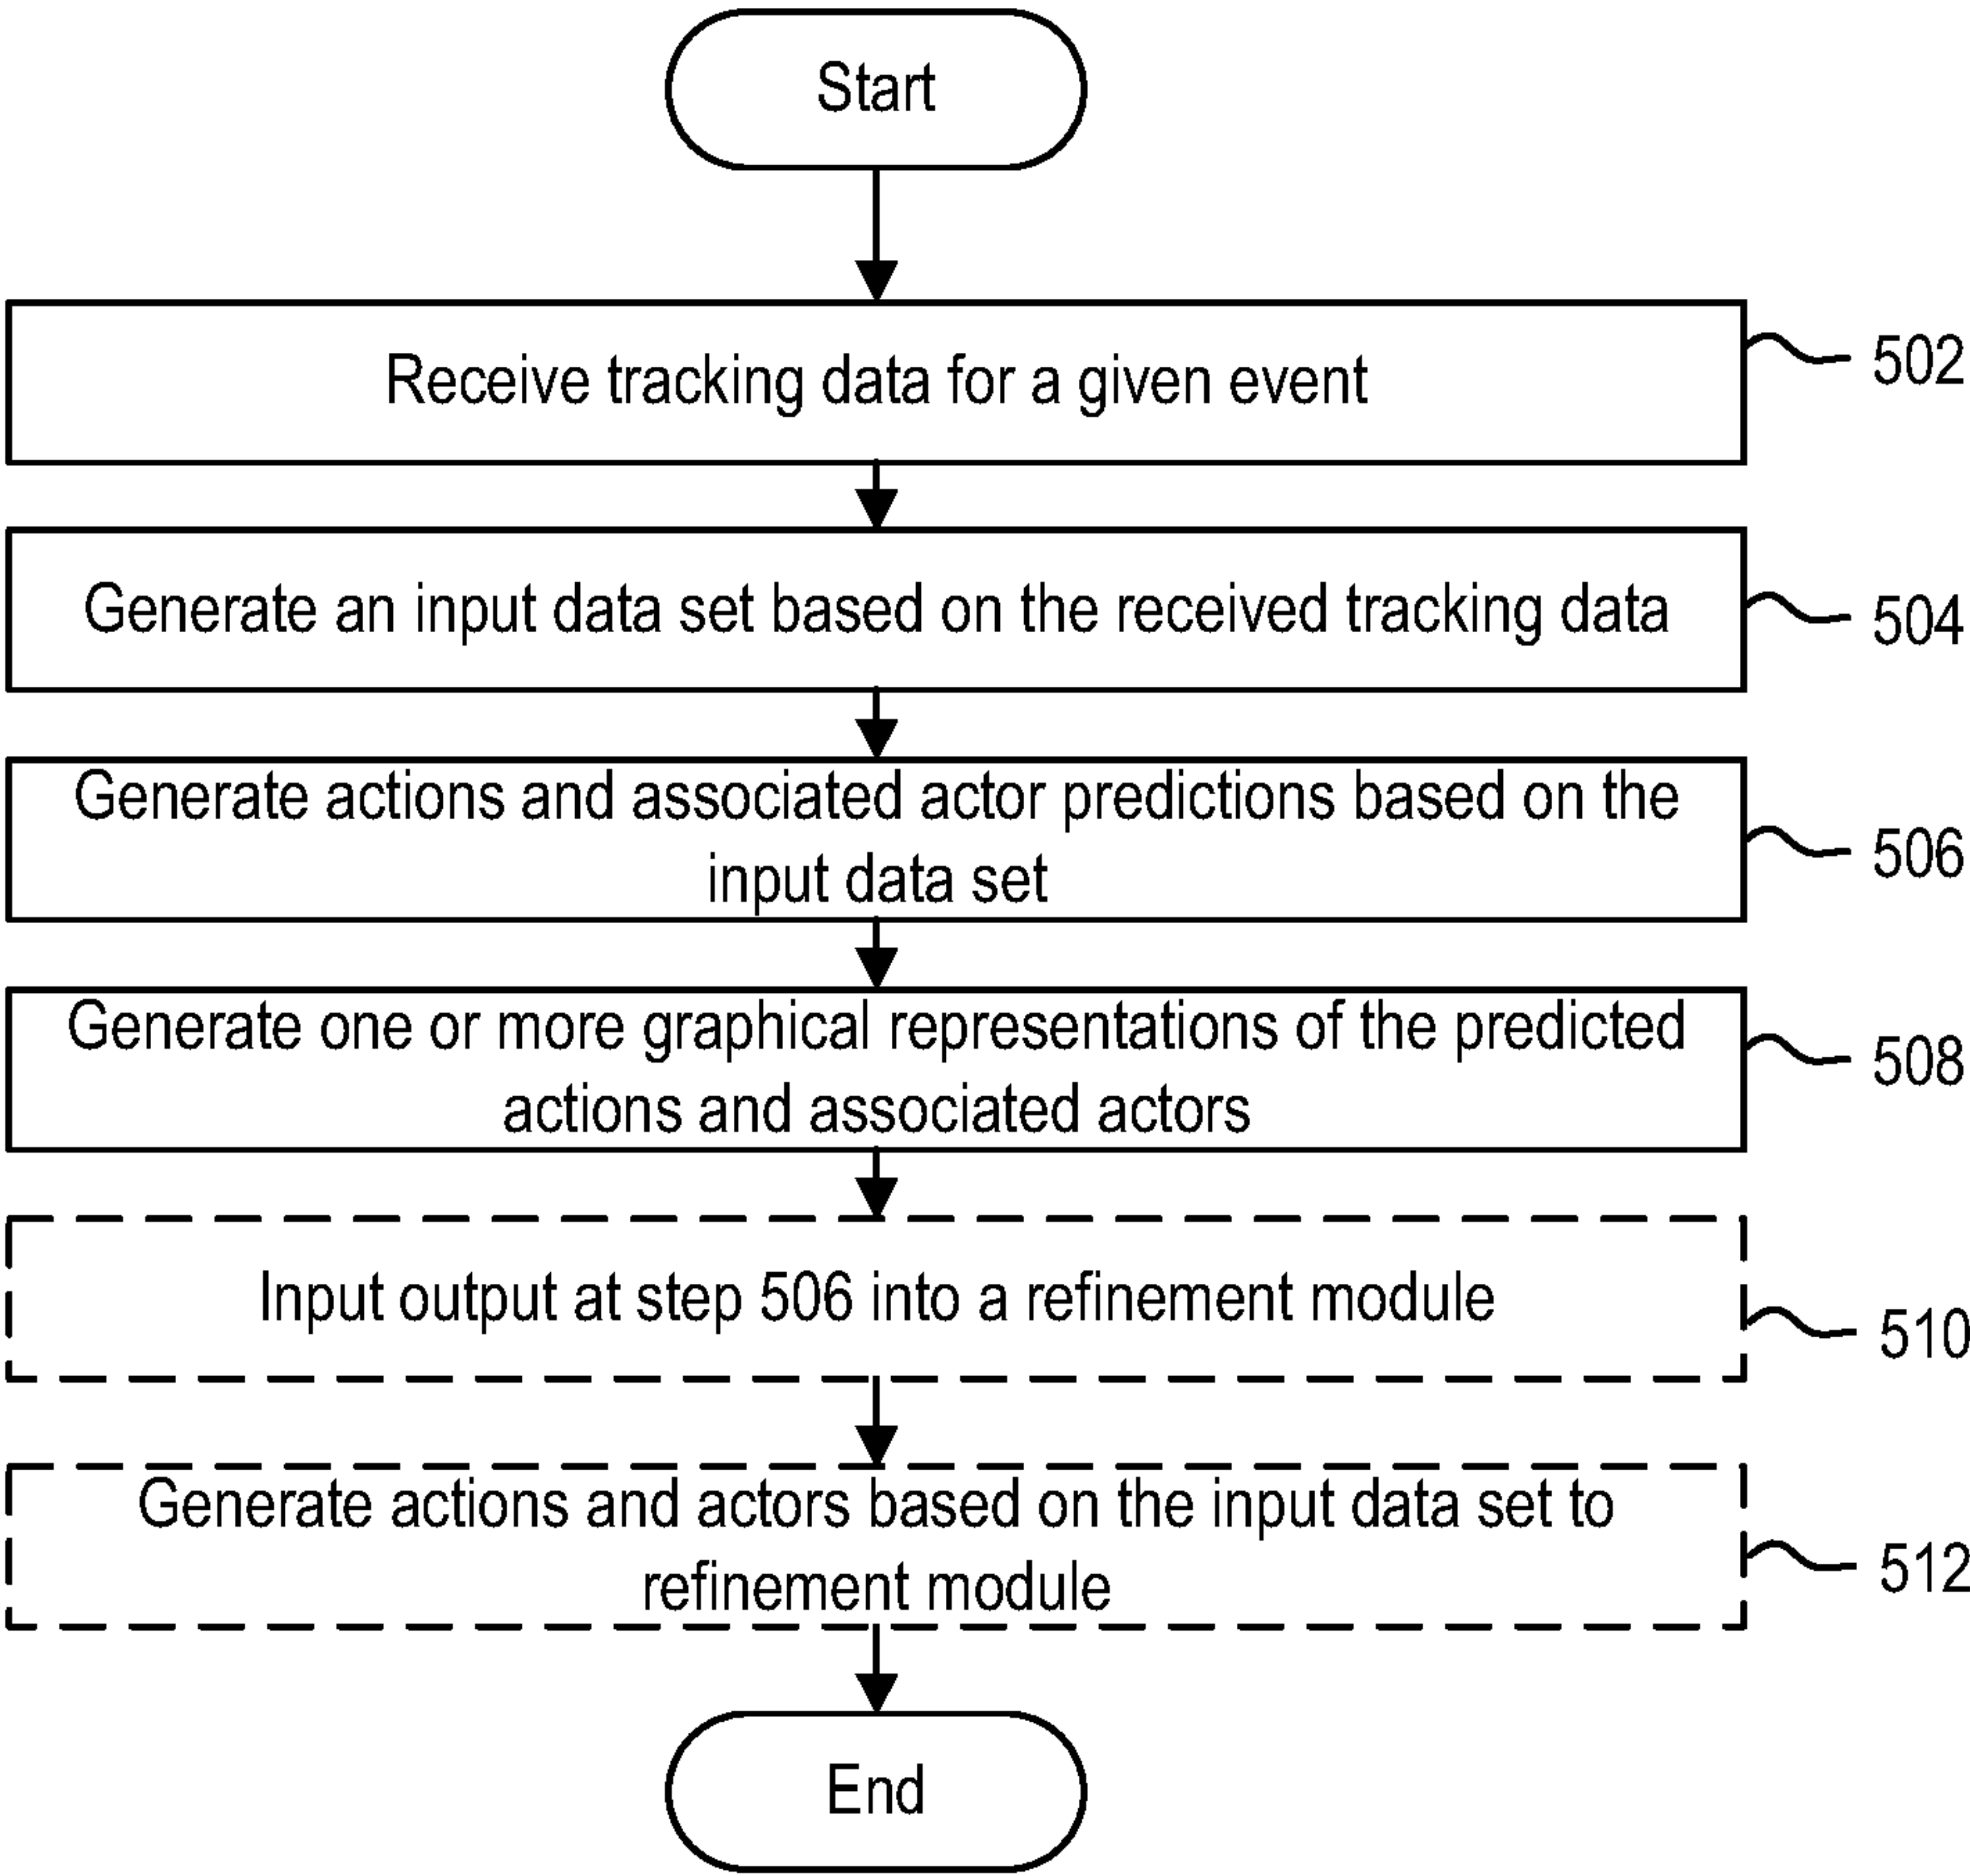 Start
Receive tracking data for a given event
502
Generate an input data set based on the received tracking data
504
Generate actions and associated actor predictions based on the
input data set
506
Generate one or more graphical representations of the predicted
actions and associated actors
508
Input output at step 506 into a refinement module
510
Generate actions and actors based on the input data set to
refinement module
512
End